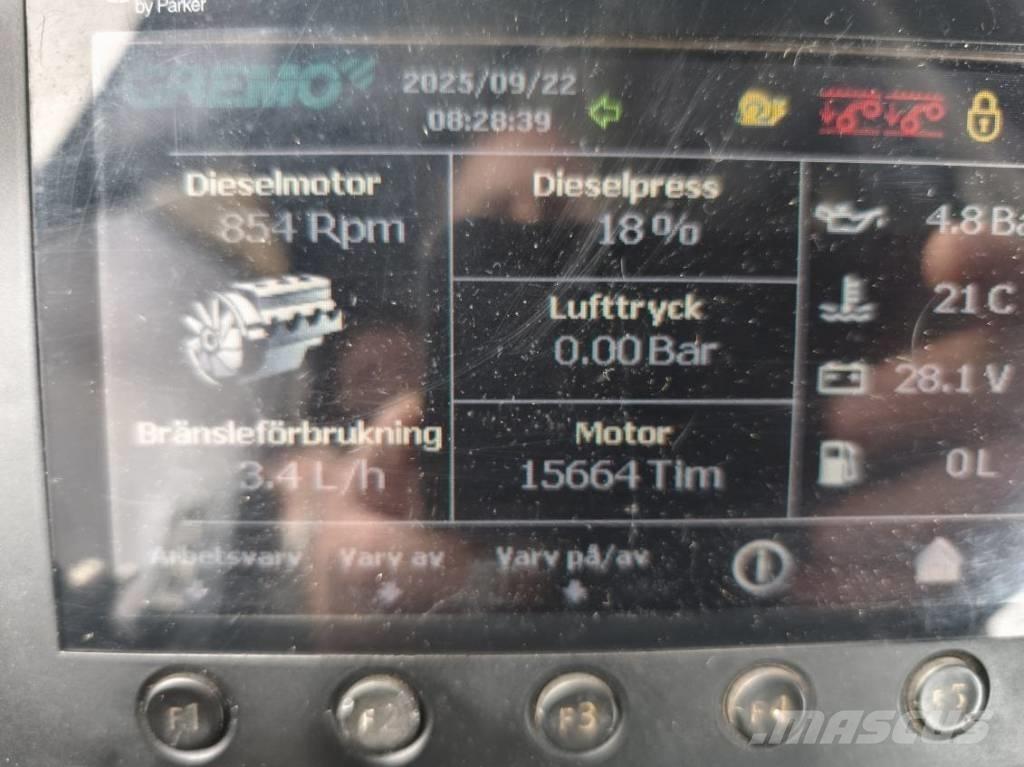 by Parker
GREMO
2025/09/22
08:28:39
Dieselmotor
854 Rpm
Dieselpress
18 %
Lufttryck
0.00 Bar
Bränsleförbrukning
3.4 L/h
Motor
15664 Tim
4.8 Ba
21 C
28.1 V
0 L
Arbetsvarv
Varv av
Varv på/av
F1
F2
F3
F4
F5
MASCUS